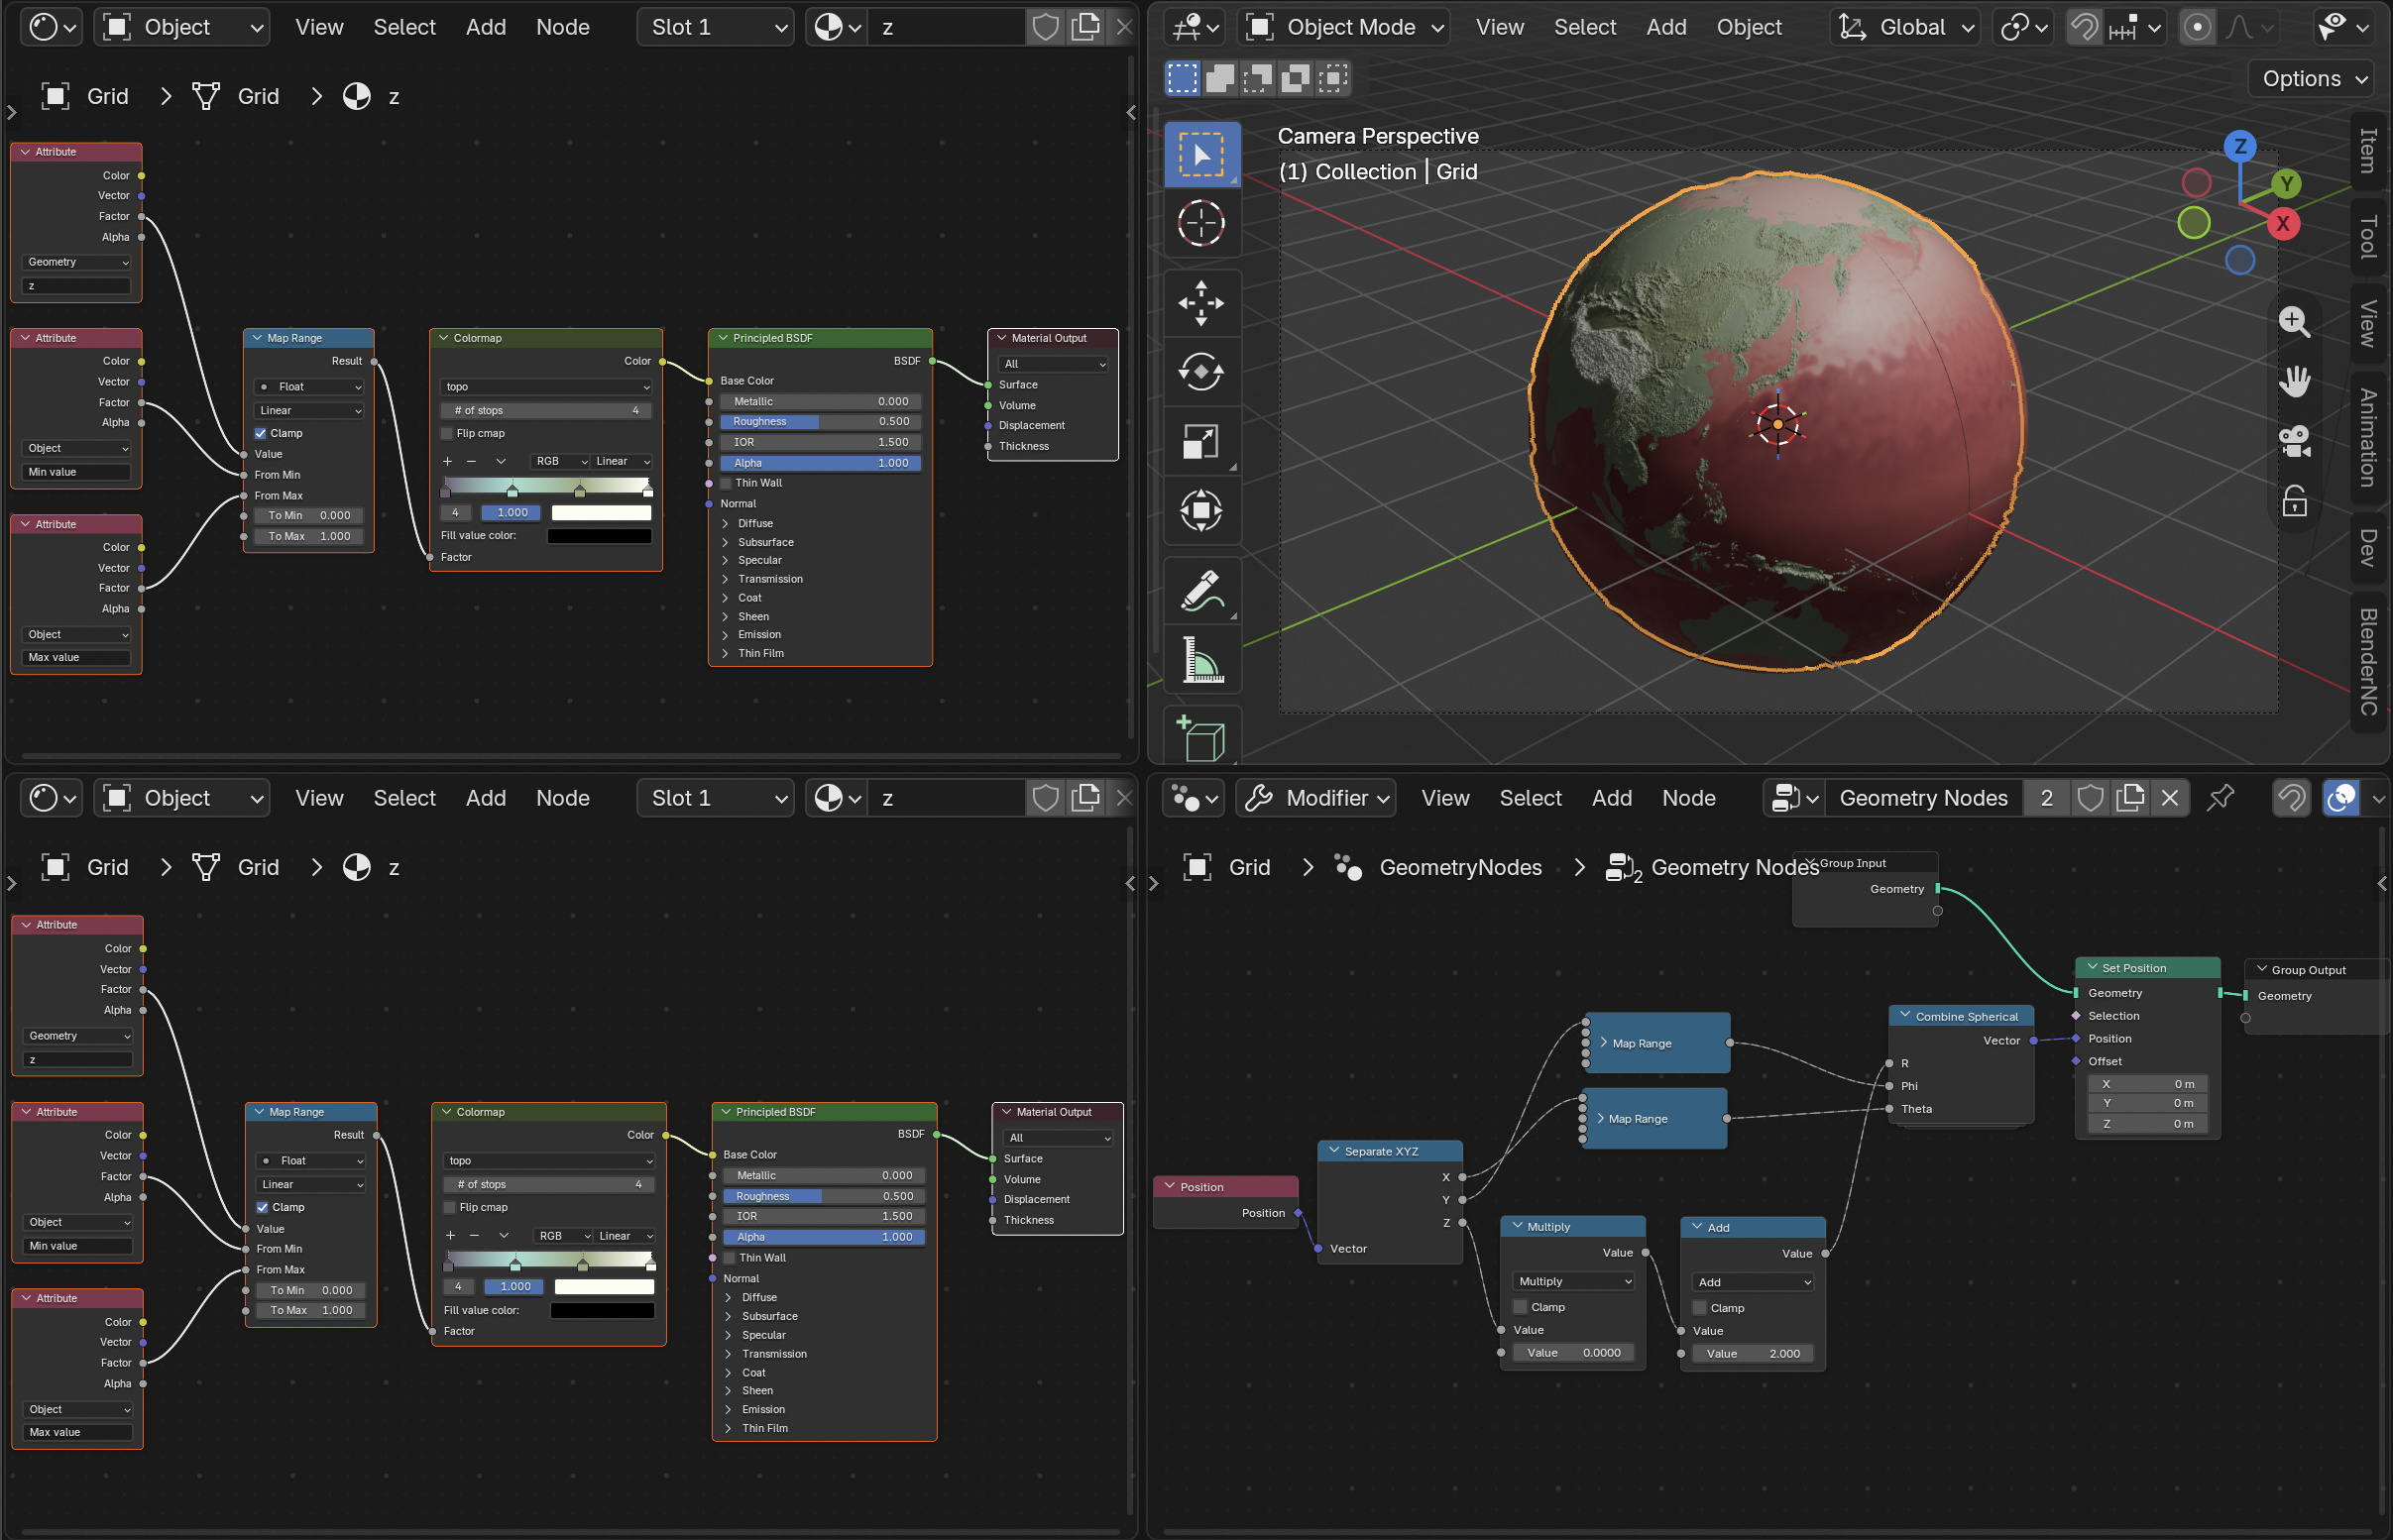 Object View Select Add Node Slot 1 z
Grid Grid z
Attribute
Color
Vector
Factor
Alpha
Geometry
z
Attribute
Color
Vector
Factor
Alpha
Object
Min value
Attribute
Color
Vector
Factor
Alpha
Object
Max value
Map Range
Result
Float
Linear
Clamp
Value
From Min
From Max
To Min 0.000
To Max 1.000
Colormap
Color
topo
# of stops 4
Flip cmap
RGB Linear
4 1.000
Fill value color:
Factor
Principled BSDF
BSDF
Base Color
Metallic 0.000
Roughness 0.500
IOR 1.500
Alpha 1.000
Thin Wall
Normal
Diffuse
Subsurface
Specular
Transmission
Coat
Sheen
Emission
Thin Film
Material Output
All
Surface
Volume
Displacement
Thickness
Object Mode View Select Add Object Global
Options
Camera Perspective
(1) Collection | Grid
Z
Y
X
Item
Tool
View
Animation
Dev
BlenderNC
Object View Select Add Node Slot 1 z
Grid Grid z
Attribute
Color
Vector
Factor
Alpha
Geometry
z
Attribute
Color
Vector
Factor
Alpha
Object
Min value
Attribute
Color
Vector
Factor
Alpha
Object
Max value
Map Range
Result
Float
Linear
Clamp
Value
From Min
From Max
To Min 0.000
To Max 1.000
Colormap
Color
topo
# of stops 4
Flip cmap
RGB Linear
4 1.000
Fill value color:
Factor
Principled BSDF
BSDF
Base Color
Metallic 0.000
Roughness 0.500
IOR 1.500
Alpha 1.000
Thin Wall
Normal
Diffuse
Subsurface
Specular
Transmission
Coat
Sheen
Emission
Thin Film
Material Output
All
Surface
Volume
Displacement
Thickness
Modifier View Select Add Node Geometry Nodes 2
Grid GeometryNodes 2 Geometry Nodes
Group Input
Geometry
Position
Position
Separate XYZ
X
Y
Z
Vector
Map Range
Map Range
Multiply
Value
Multiply
Clamp
Value
Value 0.0000
Add
Value
Add
Clamp
Value
Value 2.000
Combine Spherical
Vector
R
Phi
Theta
Set Position
Geometry
Selection
Position
Offset
X 0 m
Y 0 m
Z 0 m
Group Output
Geometry